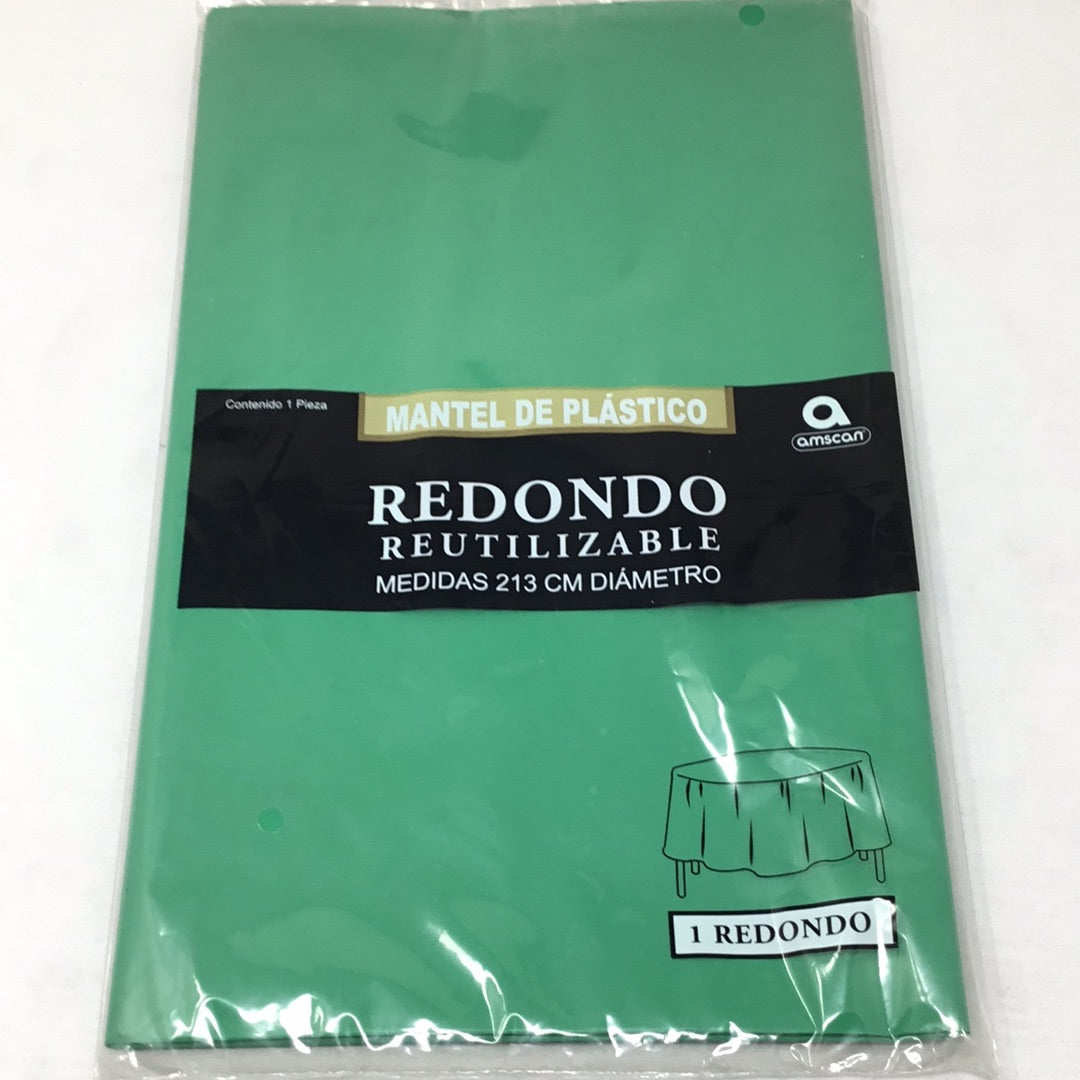 Contenido 1 Pieza
MANTEL DE PLÁSTICO
a
amscan
REDONDO
REUTILIZABLE
MEDIDAS 213 CM DIÁMETRO
1 REDONDO